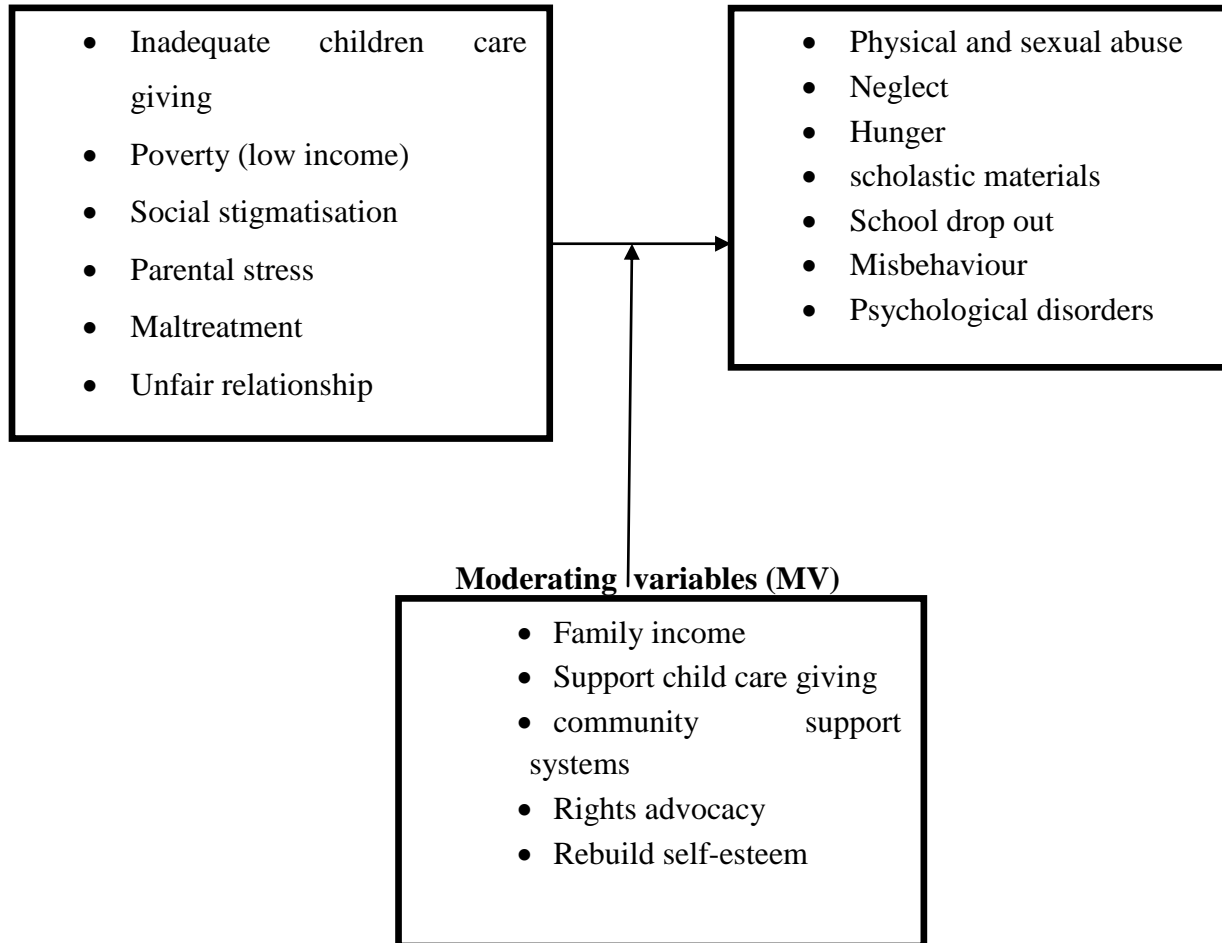 • Inadequate children care
giving
• Poverty (low income)
• Social stigmatisation
• Parental stress
• Maltreatment
• Unfair relationship
• Physical and sexual abuse
• Neglect
• Hunger
• scholastic materials
• School drop out
• Misbehaviour
• Psychological disorders
Moderating variables (MV)
• Family income
• Support child care giving
• community support
systems
• Rights advocacy
• Rebuild self-esteem